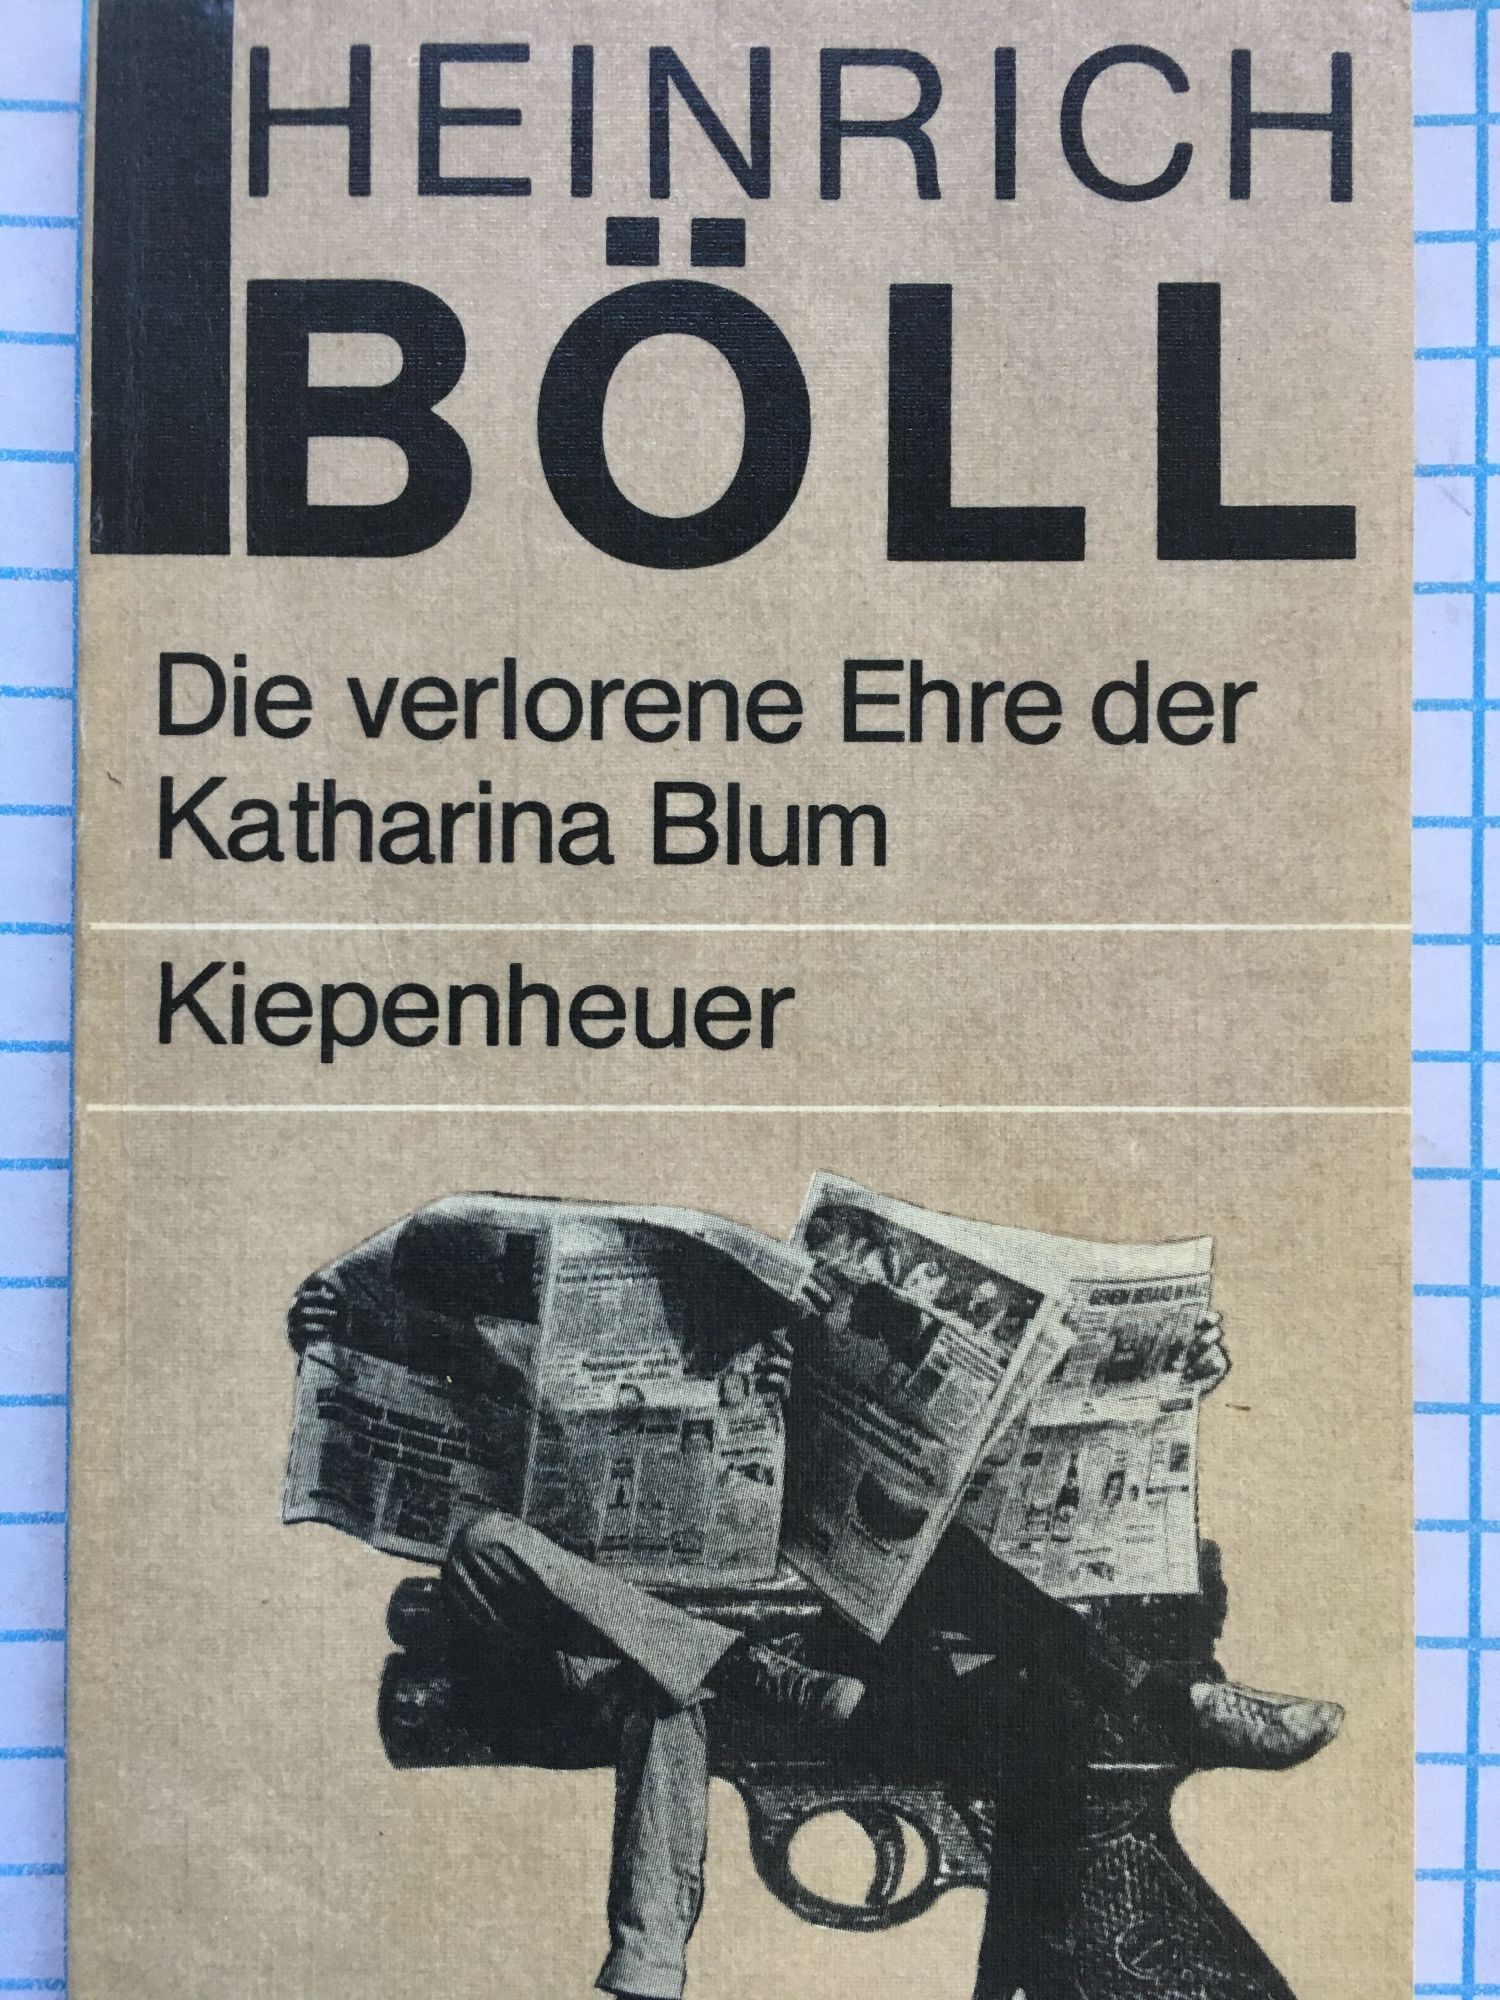 HEINRICH
BÖLL
Die verlorene Ehre der
Katharina Blum
Kiepenheuer